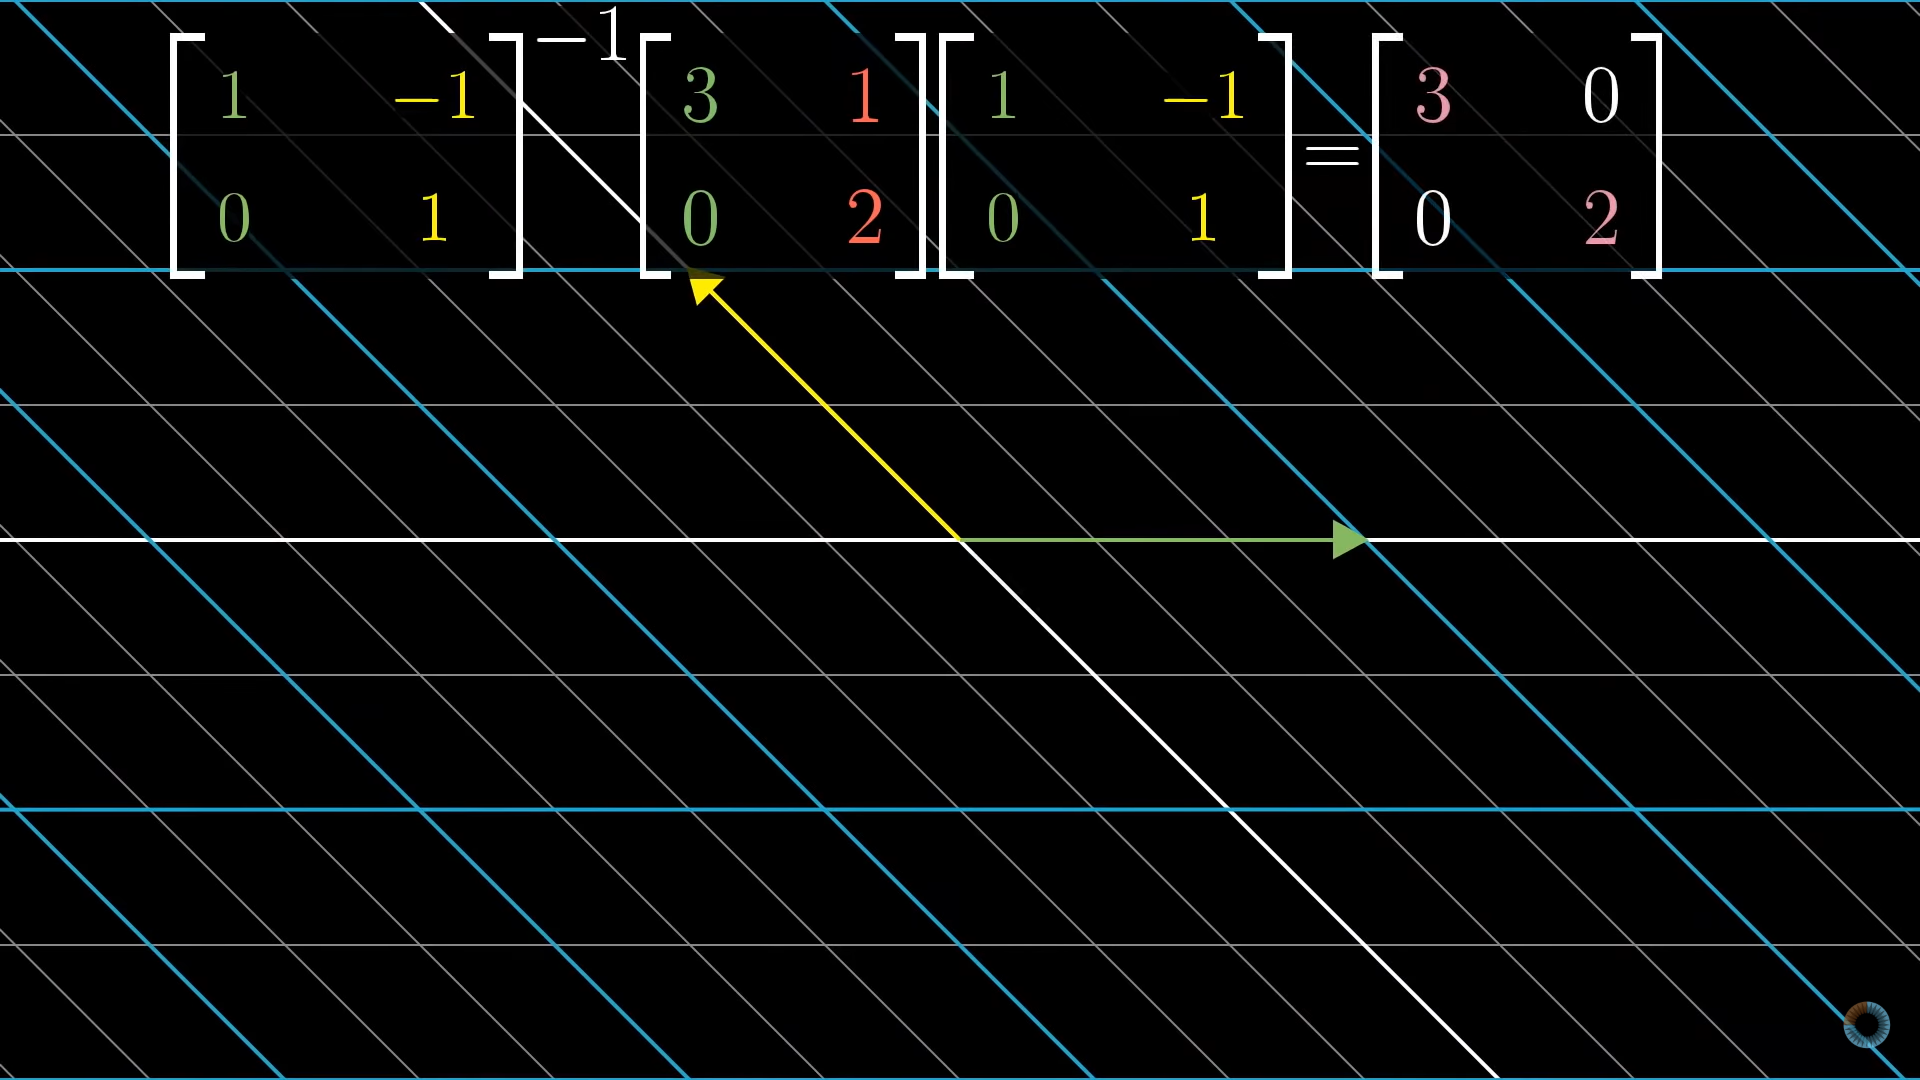 [1 −1; 0 1]⁻¹ [3 1; 0 2] [1 −1; 0 1] = [3 0; 0 2]